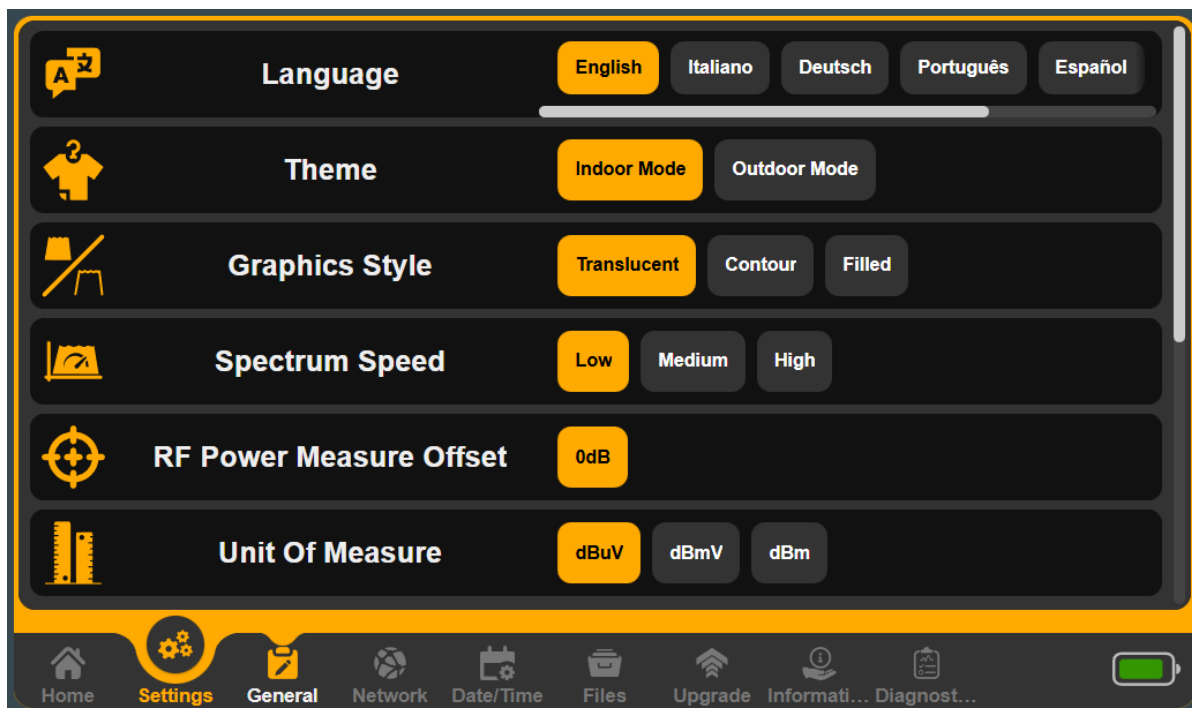 Language English Italiano Deutsch Português Español
Theme Indoor Mode Outdoor Mode
Graphics Style Translucent Contour Filled
Spectrum Speed Low Medium High
RF Power Measure Offset 0dB
Unit Of Measure dBuV dBmV dBm
Home Settings General Network Date/Time Files Upgrade Informati... Diagnost...